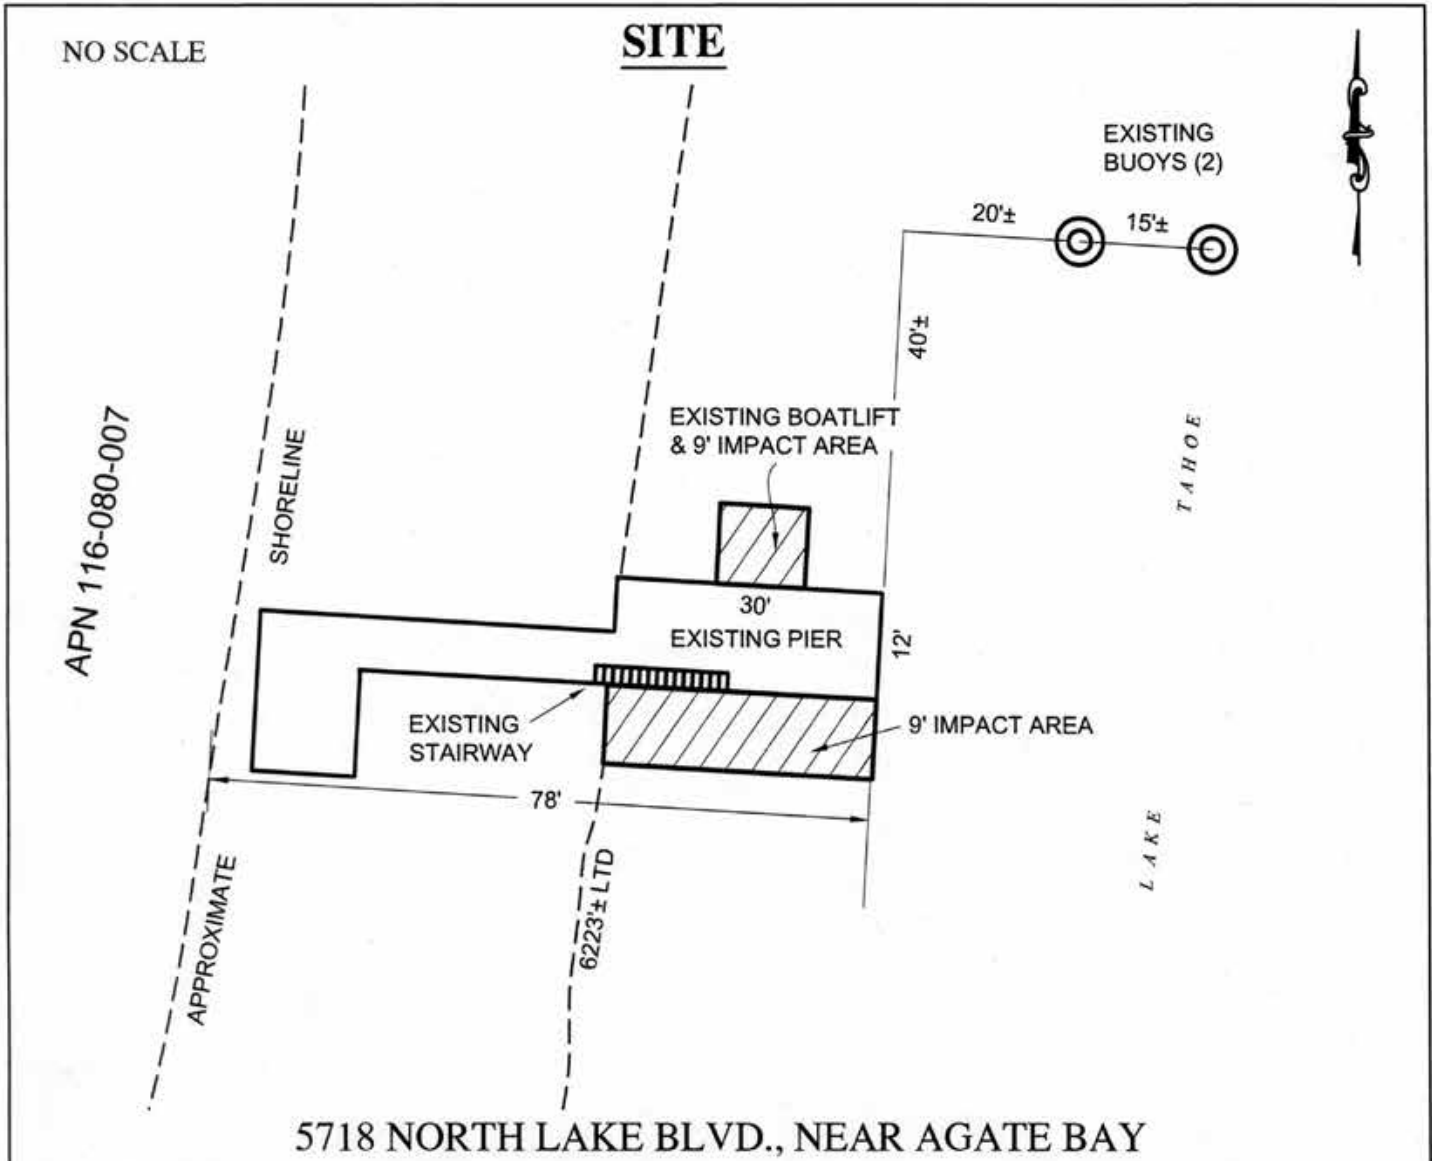 NO SCALE
SITE
EXISTING
BUOYS (2)
20'±
15'±
40'±
EXISTING BOATLIFT
& 9' IMPACT AREA
TAHOE
APN 116-080-007
SHORELINE
30'
EXISTING PIER
12'
EXISTING
STAIRWAY
9' IMPACT AREA
78'
LAKE
6223'± LTD
APPROXIMATE
5718 NORTH LAKE BLVD., NEAR AGATE BAY